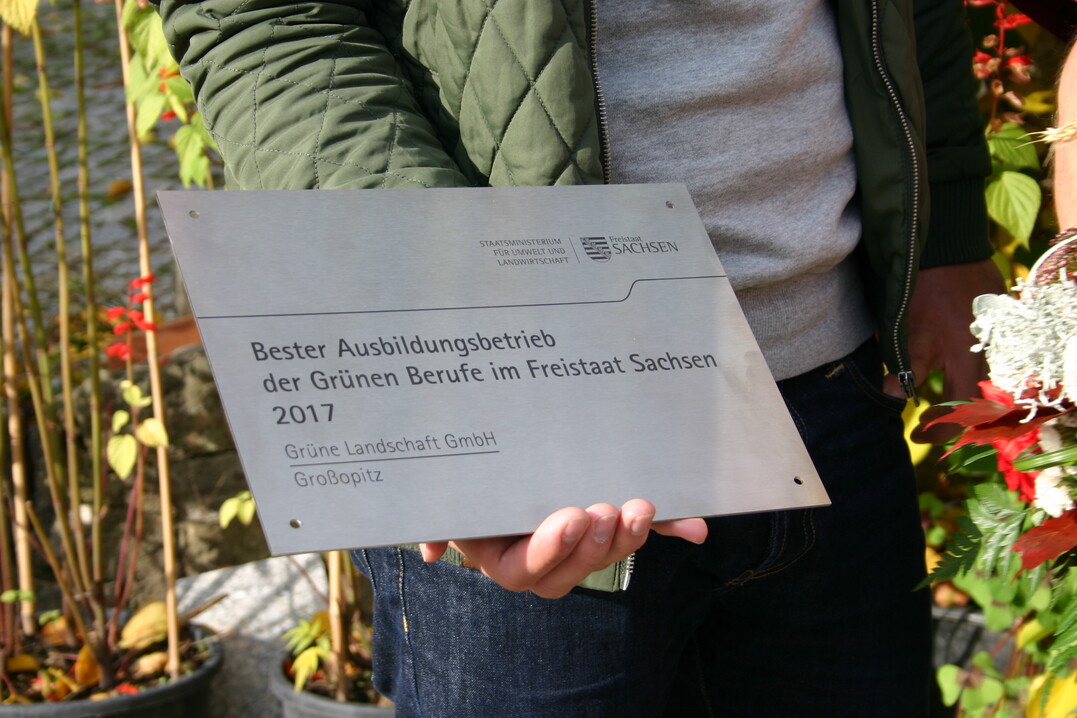 STAATSMINISTERIUM
FÜR UMWELT UND
LANDWIRTSCHAFT
Freistaat
SACHSEN
Bester Ausbildungsbetrieb
der Grünen Berufe im Freistaat Sachsen
2017
Grüne Landschaft GmbH
Großopitz